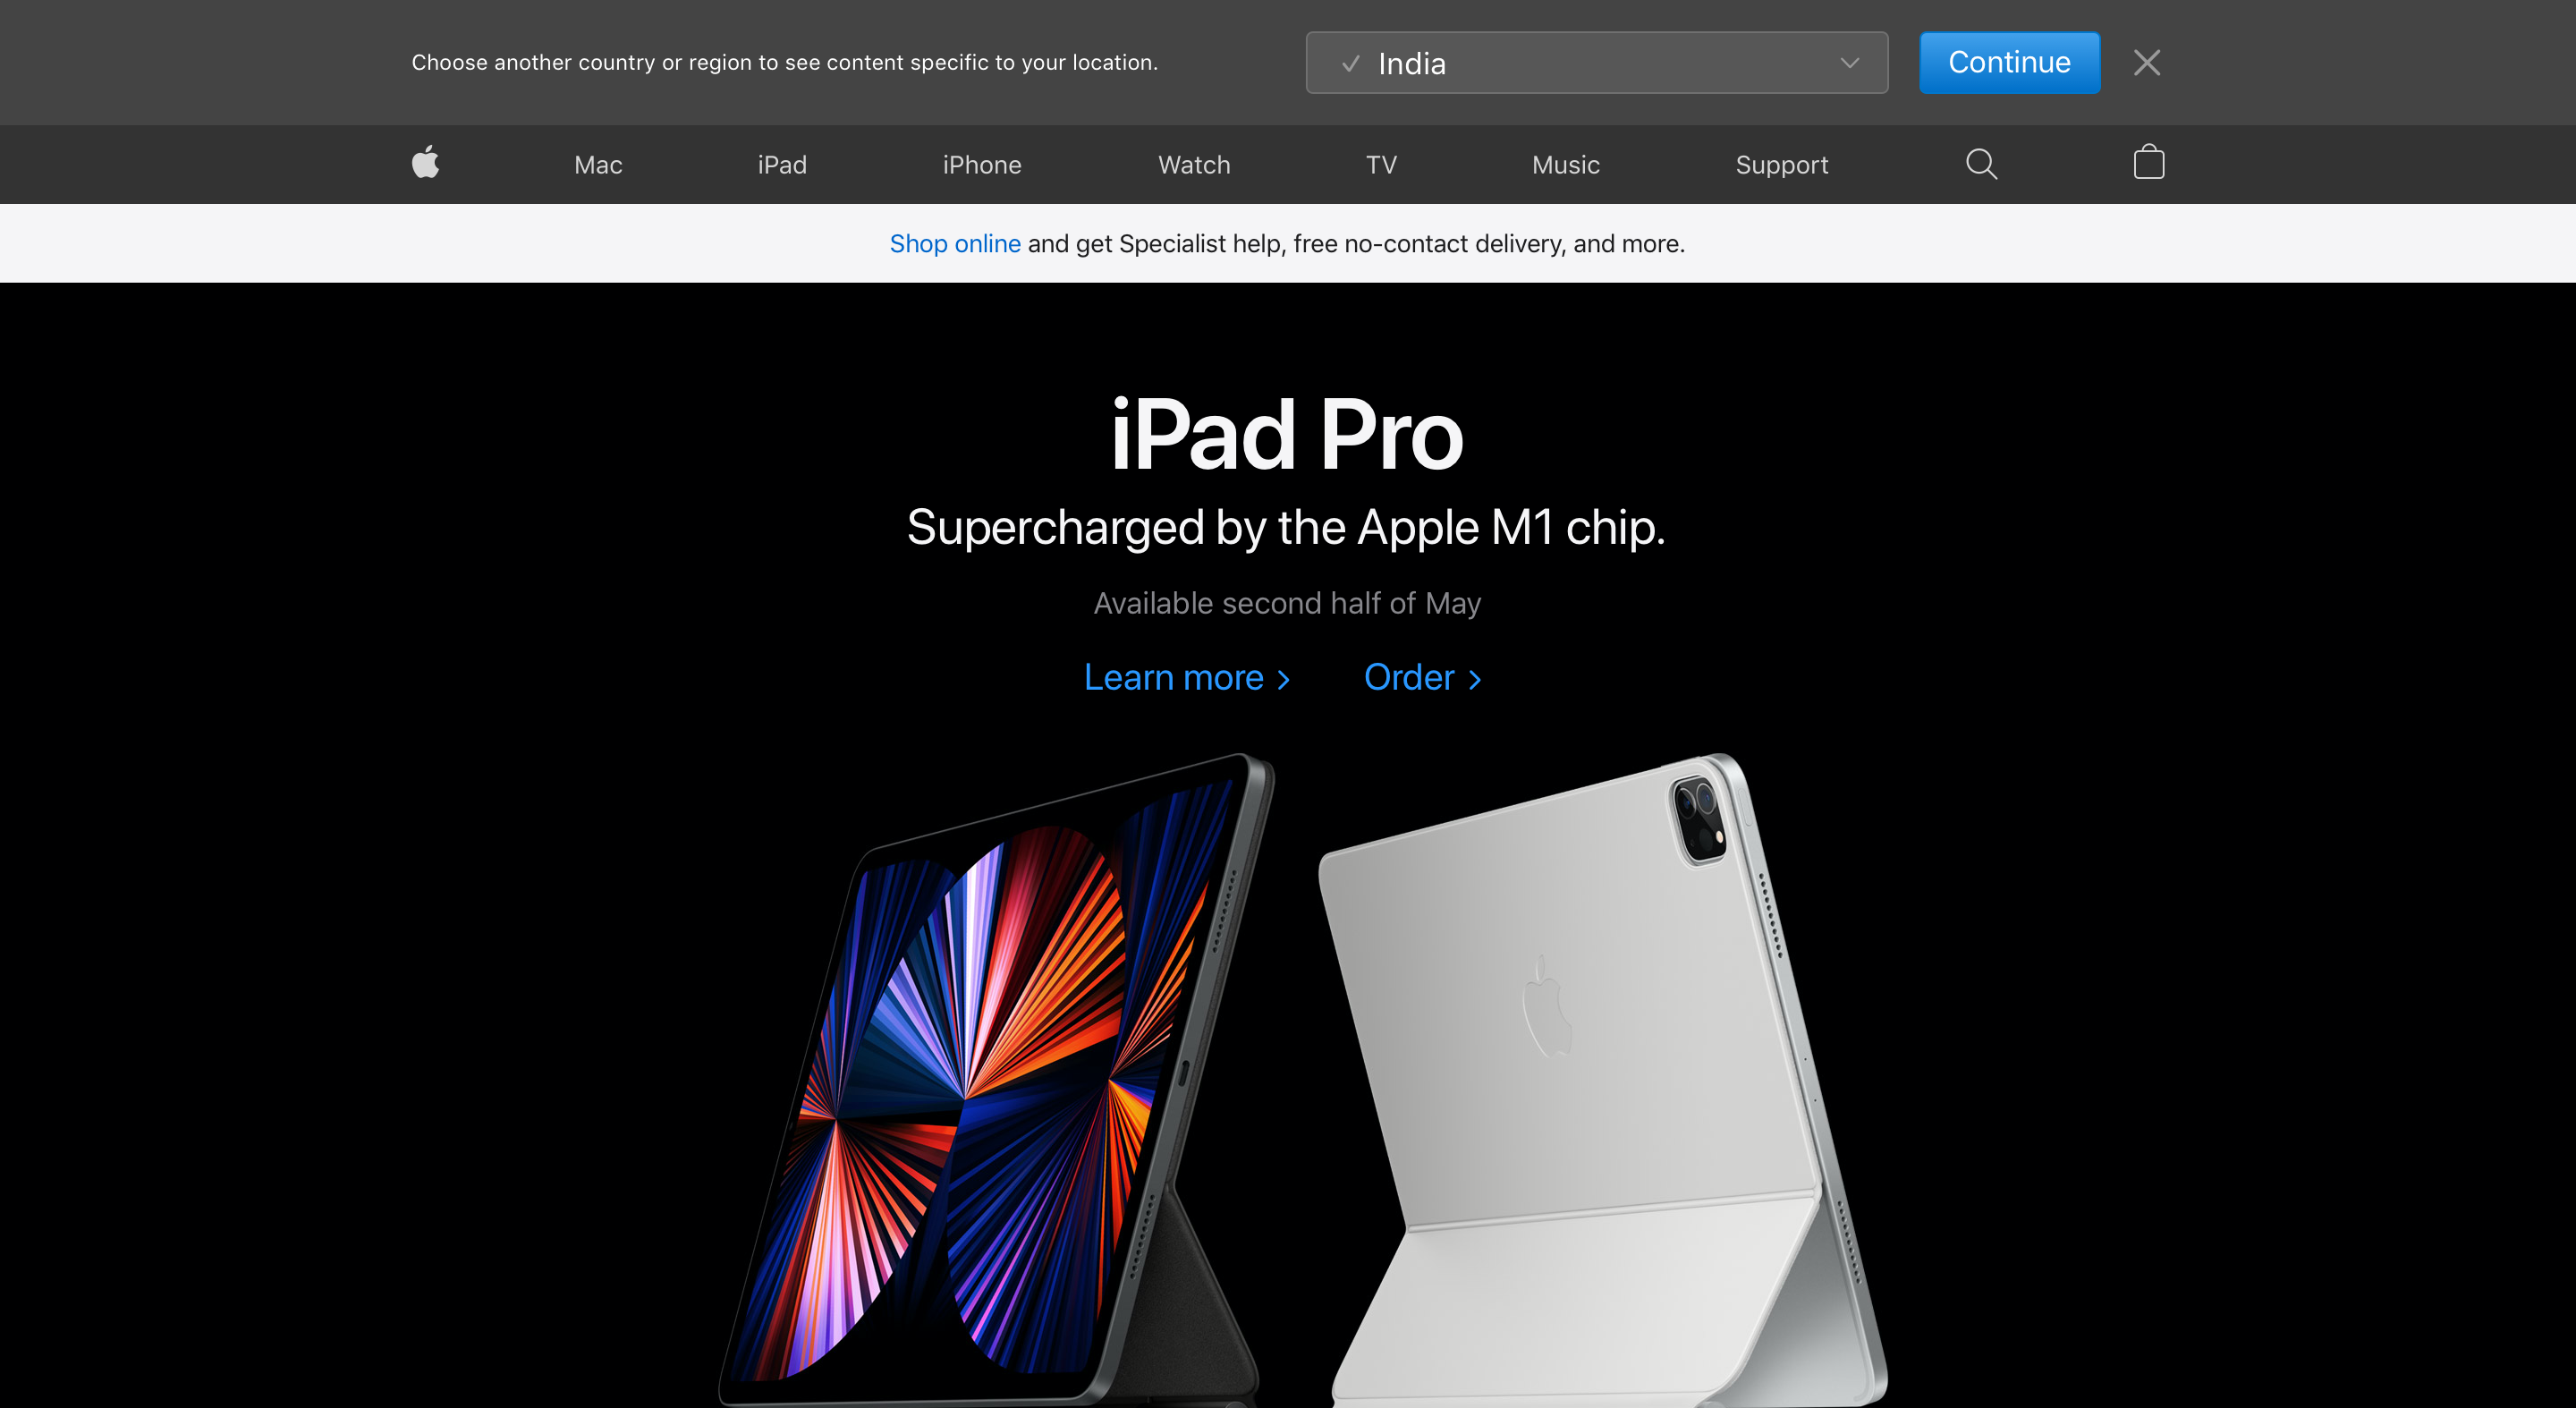 Choose another country or region to see content specific to your location.
India
Continue
Mac
iPad
iPhone
Watch
TV
Music
Support
Shop online and get Specialist help, free no-contact delivery, and more.
iPad Pro
Supercharged by the Apple M1 chip.
Available second half of May
Learn more >
Order >